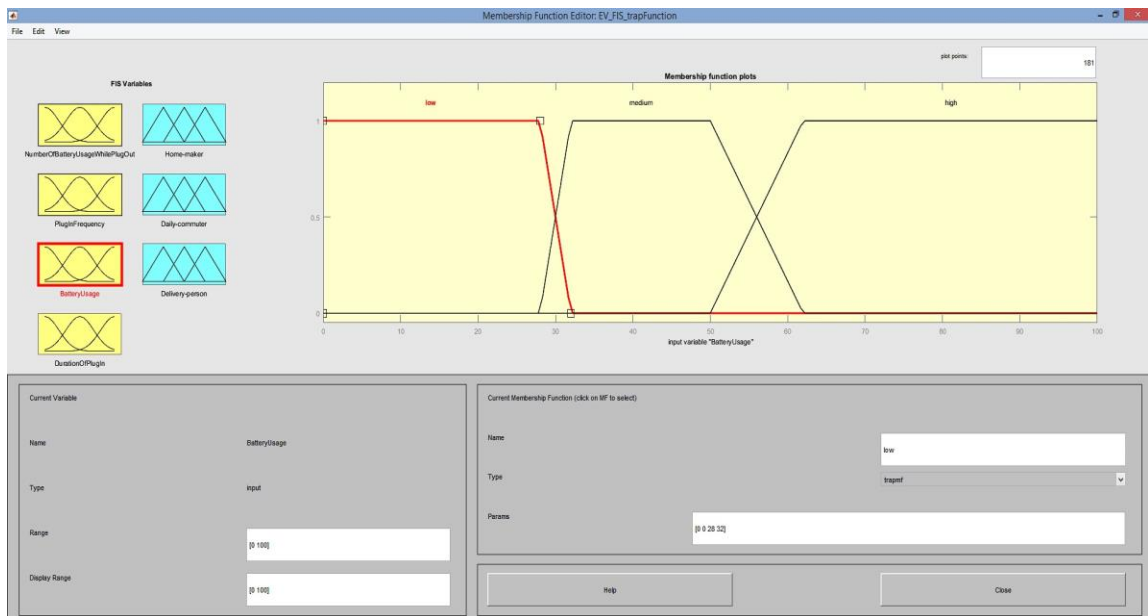 Membership Function Editor: EV_FIS_trapFunction
File Edit View
plot points:
181
FIS Variables
Membership function plots
low medium high
NumberOfBatteryUsageWhilePlugOut Home-maker
PluginFrequency Daily-commuter
BatteryUsage Delivery-person
DurationOfPlugin
1
0.5
0
0 10 20 30 40 50 60 70 80 90 100
input variable "BatteryUsage"
Current Variable
Name BatteryUsage
Type input
Range [0 100]
Display Range [0 100]
Current Membership Function (click on MF to select)
Name low
Type trapmf
Params [0 0 28 32]
Help Close